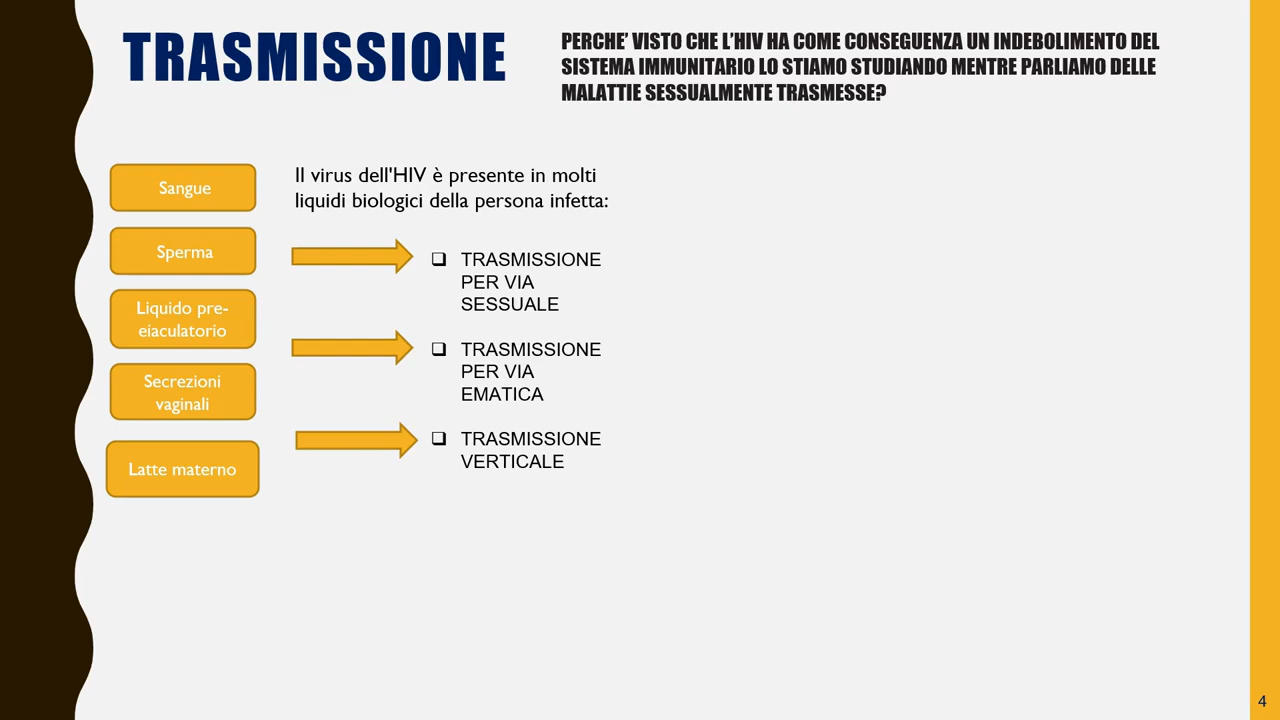 TRASMISSIONE
PERCHE’ VISTO CHE L’HIV HA COME CONSEGUENZA UN INDEBOLIMENTO DEL
SISTEMA IMMUNITARIO LO STIAMO STUDIANDO MENTRE PARLIAMO DELLE
MALATTIE SESSUALMENTE TRASMESSE?
Sangue
Sperma
Liquido pre-
eiaculatorio
Secrezioni
vaginali
Latte materno
Il virus dell'HIV è presente in molti
liquidi biologici della persona infetta:
❑ TRASMISSIONE
PER VIA
SESSUALE
❑ TRASMISSIONE
PER VIA
EMATICA
❑ TRASMISSIONE
VERTICALE
4